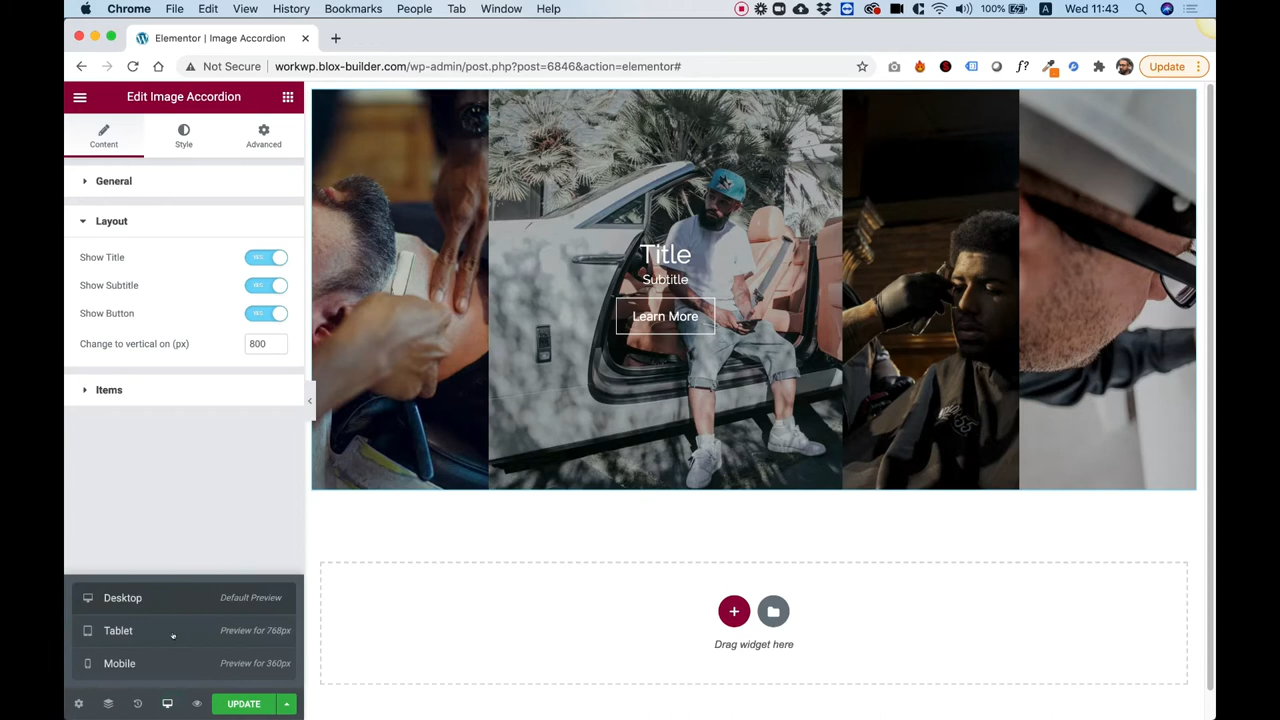 Chrome File Edit View History Bookmarks People Tab Window Help 100% A Wed 11:43
Elementor | Image Accordion
Not Secure workwp.blox-builder.com/wp-admin/post.php?post=6846&action=elementor# f? Update
Edit Image Accordion
Content Style Advanced
General
Layout
Show Title YES
Show Subtitle YES
Show Button YES
Change to vertical on (px) 800
Items
Title
Subtitle
Learn More
Desktop Default Preview
Tablet Preview for 768px
Mobile Preview for 360px
UPDATE
Drag widget here